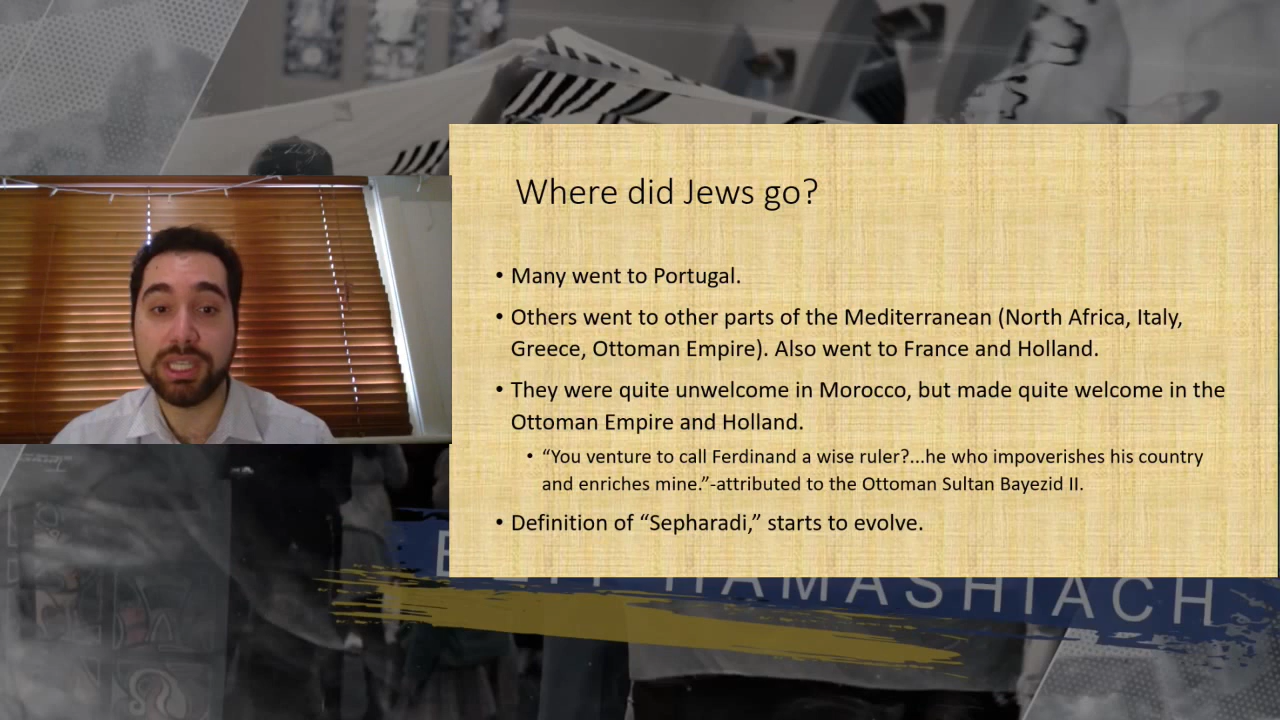 Where did Jews go?
• Many went to Portugal.
• Others went to other parts of the Mediterranean (North Africa, Italy,
Greece, Ottoman Empire). Also went to France and Holland.
• They were quite unwelcome in Morocco, but made quite welcome in the
Ottoman Empire and Holland.
• “You venture to call Ferdinand a wise ruler?...he who impoverishes his country
and enriches mine.”-attributed to the Ottoman Sultan Bayezid II.
• Definition of “Sepharadi,” starts to evolve.
HAMASHIACH